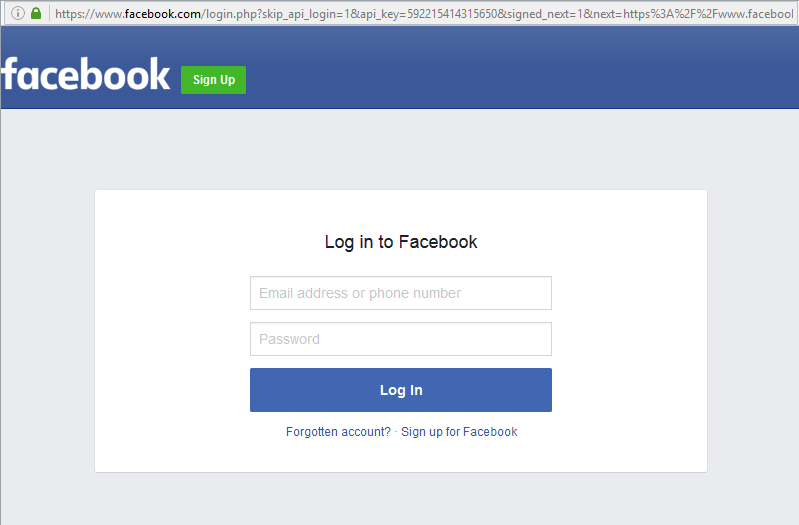 https://www.facebook.com/login.php?skip_api_login=1&api_key=592215414315650&signed_next=1&next=https%3A%2F%2Fwww.facebool
facebook Sign Up
Log in to Facebook
Email address or phone number
Password
Log In
Forgotten account? · Sign up for Facebook